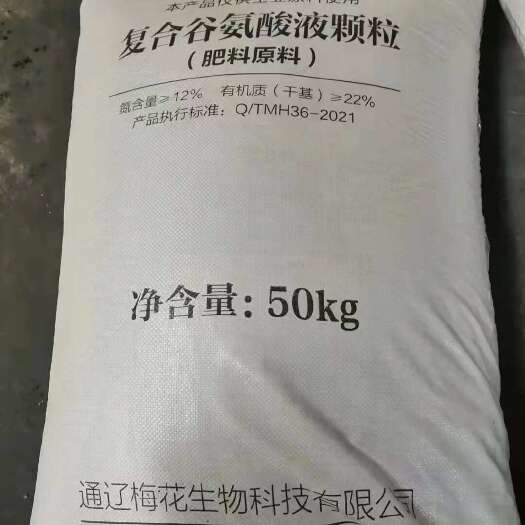 本产品仅供工业原料使用
复合谷氨酸液颗粒
(肥料原料)
氮含量≥12% 有机质(干基)≥22%
产品执行标准: Q/TMH36-2021
净含量: 50kg
通辽梅花生物科技有限公司